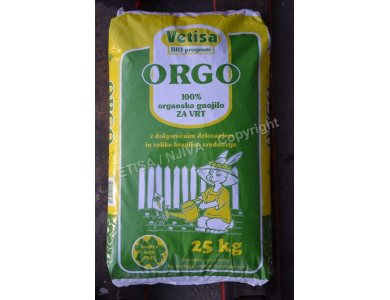 Vetisa
BIO program
ORGO
100%
organsko gnojilo
ZA VRT
z dolgoročnim delovanjem
in veliko hranilno vrednostjo
25 kg
ORGO
VETISA / NJIVA - Copyright